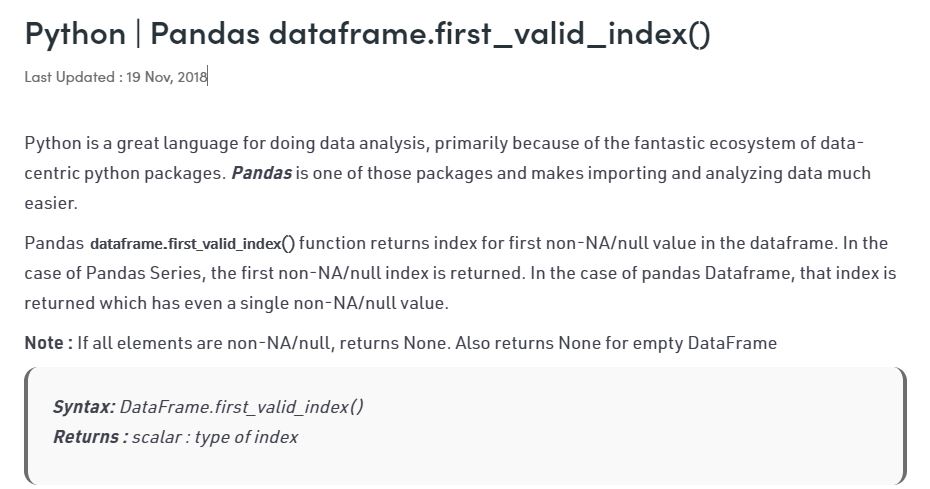 Python | Pandas dataframe.first_valid_index()
Last Updated : 19 Nov, 2018
Python is a great language for doing data analysis, primarily because of the fantastic ecosystem of data-
centric python packages. Pandas is one of those packages and makes importing and analyzing data much
easier.
Pandas dataframe.first_valid_index() function returns index for first non-NA/null value in the dataframe. In the
case of Pandas Series, the first non-NA/null index is returned. In the case of pandas Dataframe, that index is
returned which has even a single non-NA/null value.
Note : If all elements are non-NA/null, returns None. Also returns None for empty DataFrame
Syntax: DataFrame.first_valid_index()
Returns : scalar : type of index